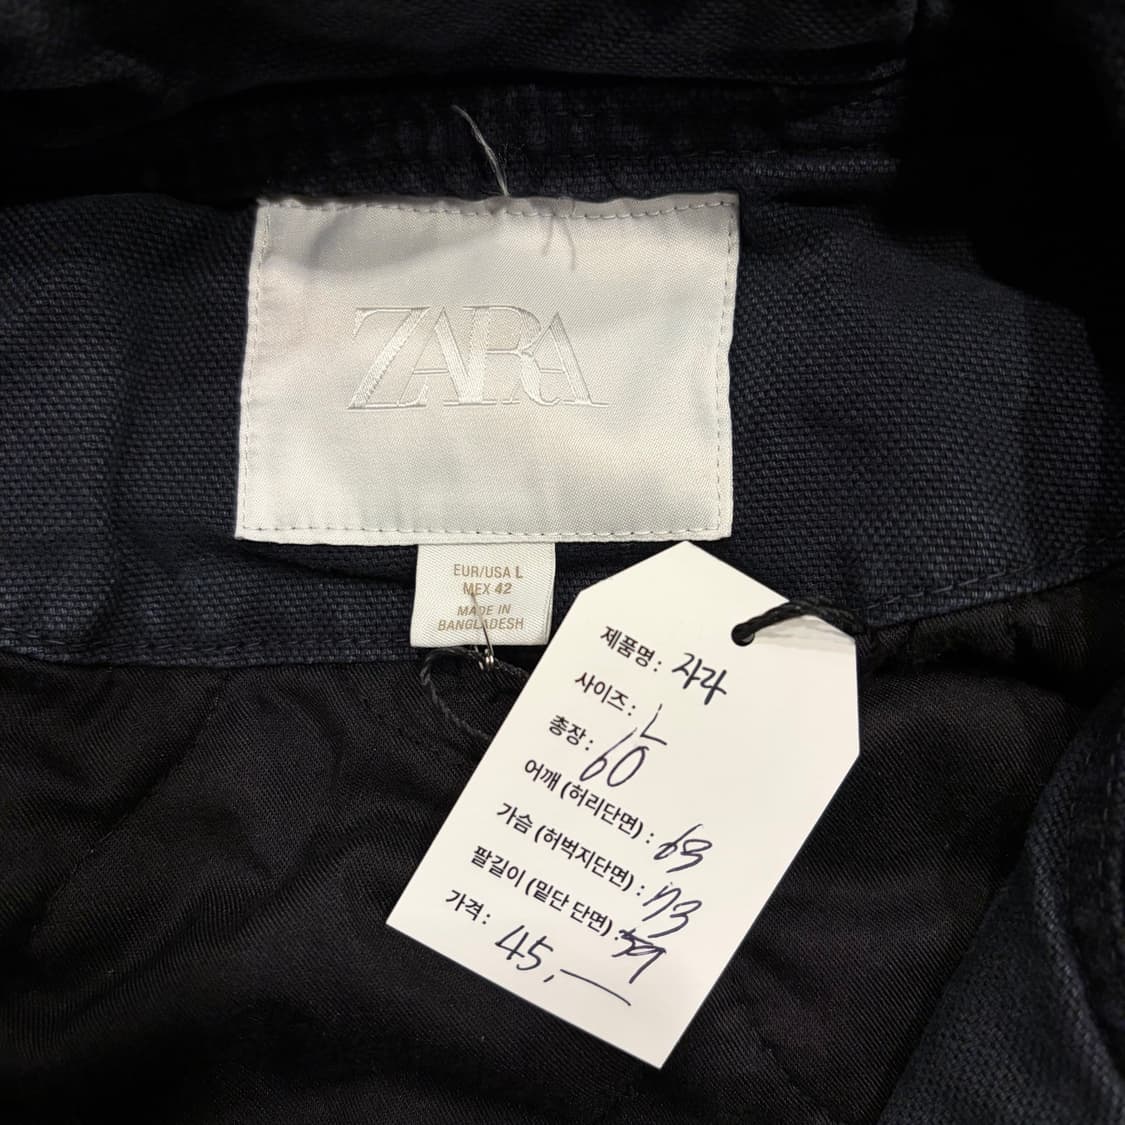 ZARA
EUR/USA L
MEX 42
MADE IN
BANGLADESH
제품명: 자라
사이즈: L
총장: 60
어깨 (허리단면) : 63
가슴 (허벅지단면) : 73
팔길이 (밑단 단면) : 59
가격: 45,—